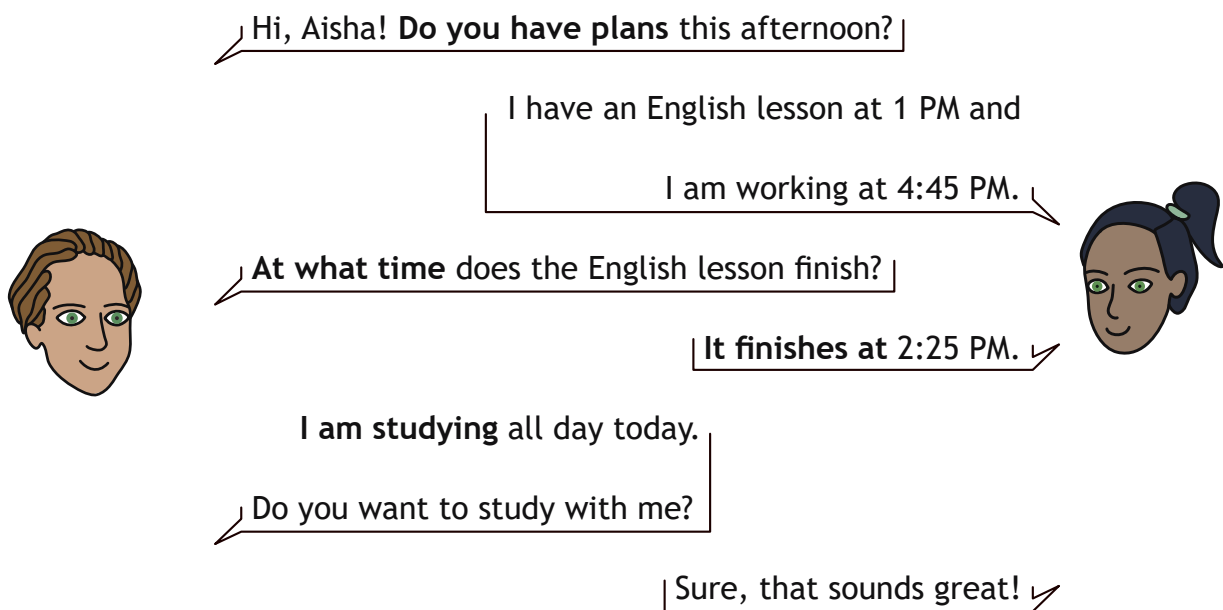 Hi, Aisha! Do you have plans this afternoon?
I have an English lesson at 1 PM and
I am working at 4:45 PM.
At what time does the English lesson finish?
It finishes at 2:25 PM.
I am studying all day today.
Do you want to study with me?
Sure, that sounds great!